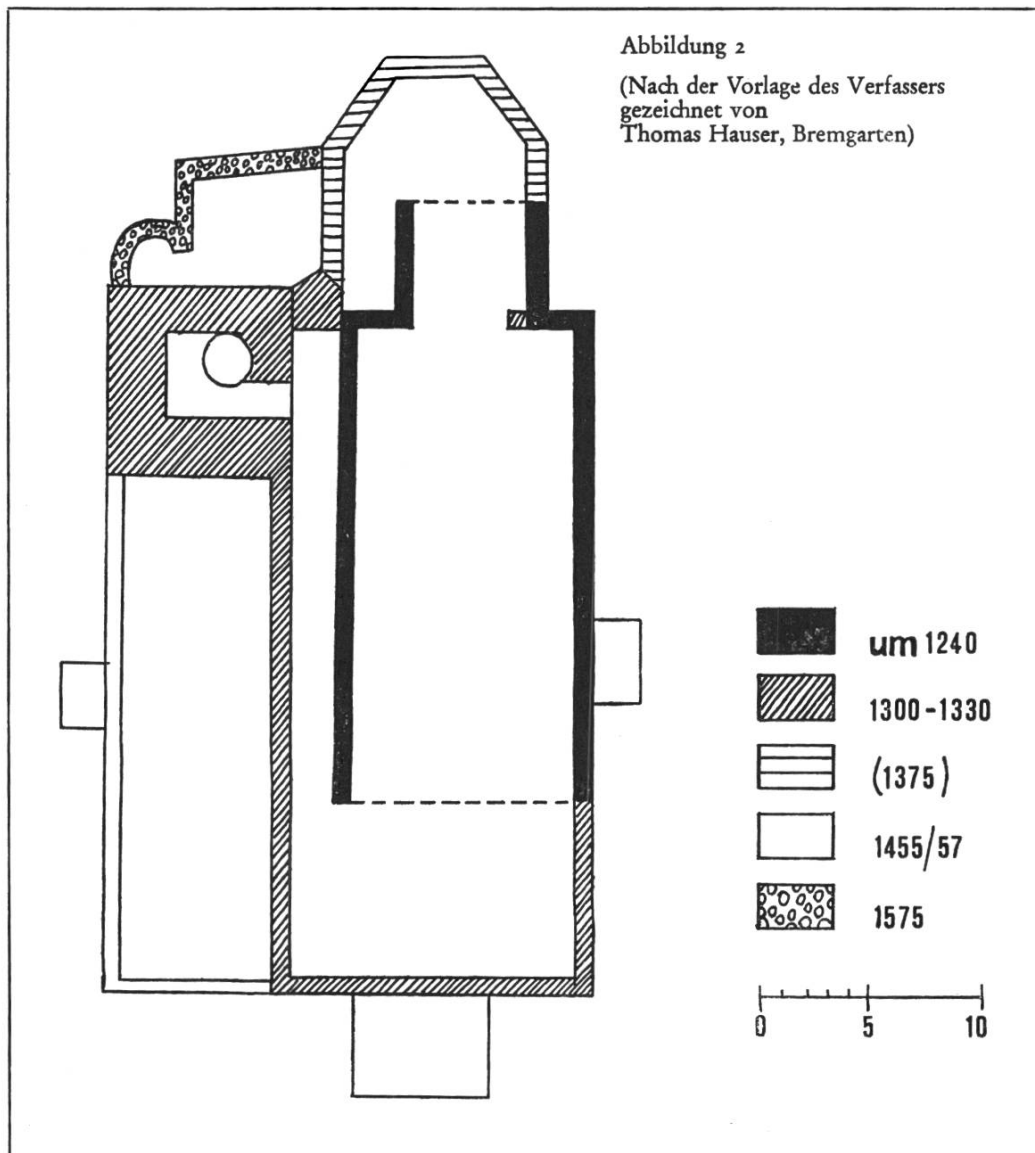 Abbildung 2
(Nach der Vorlage des Verfassers
gezeichnet von
Thomas Hauser, Bremgarten)
um 1240
1300-1330
(1375)
1455/57
1575
0 5 10